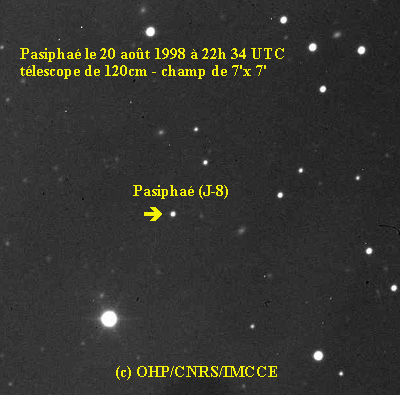 Pasiphaé le 20 août 1998 à 22h 34 UTC
télescope de 120cm - champ de 7'x 7'
Pasiphaé (J-8)
(c) OHP/CNRS/IMCCE